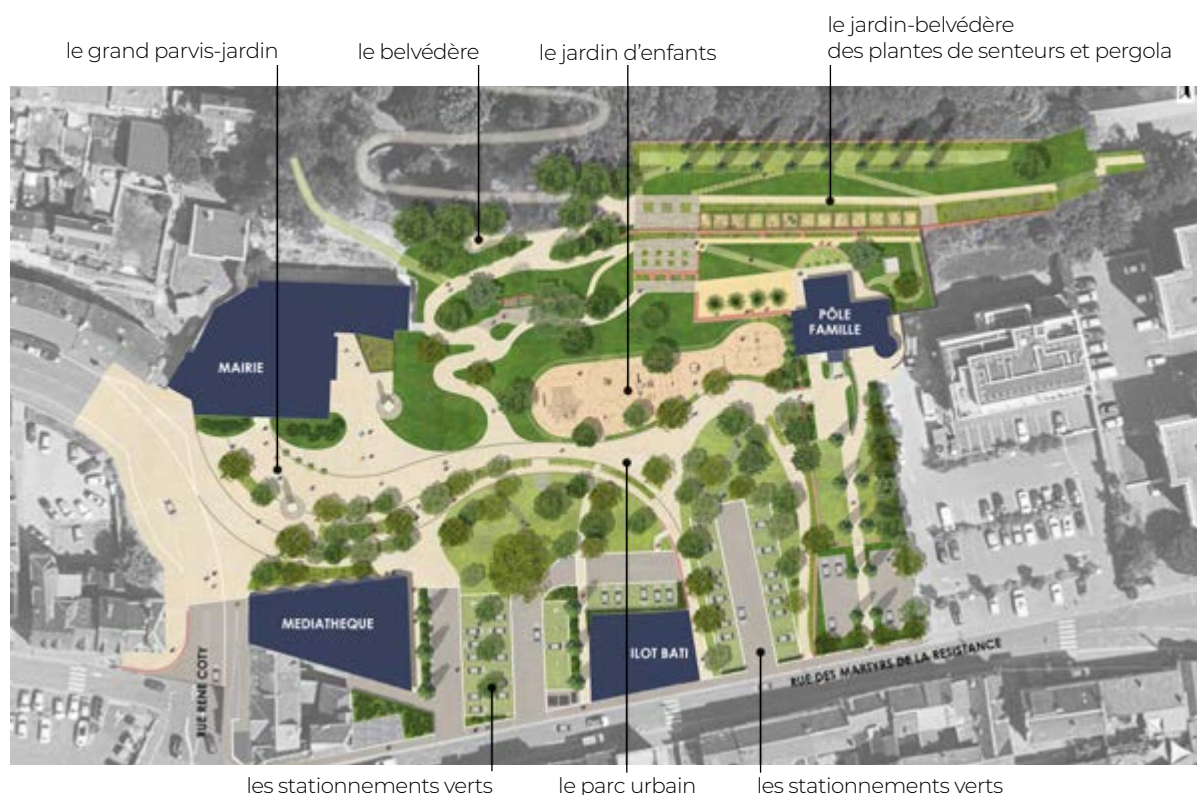 le jardin-belvédère
le grand parvis-jardin
le belvédère
le jardin d'enfants
des plantes de senteurs et pergola
MAIRIE
PÔLE
FAMILLE
MEDIATHEQUE
ILOT BATI
RUE RENE COTY
RUE DES MARTYRS DE LA RESISTANCE
les stationnements verts
le parc urbain
les stationnements verts